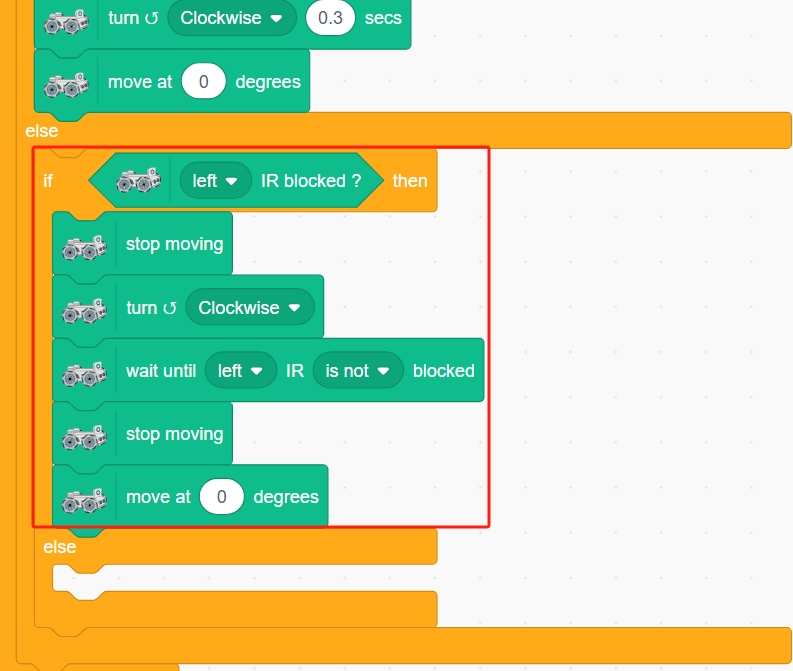 turn ↺ Clockwise 0.3 secs
move at 0 degrees
else
if left IR blocked ? then
stop moving
turn ↺ Clockwise
wait until left IR is not blocked
stop moving
move at 0 degrees
else